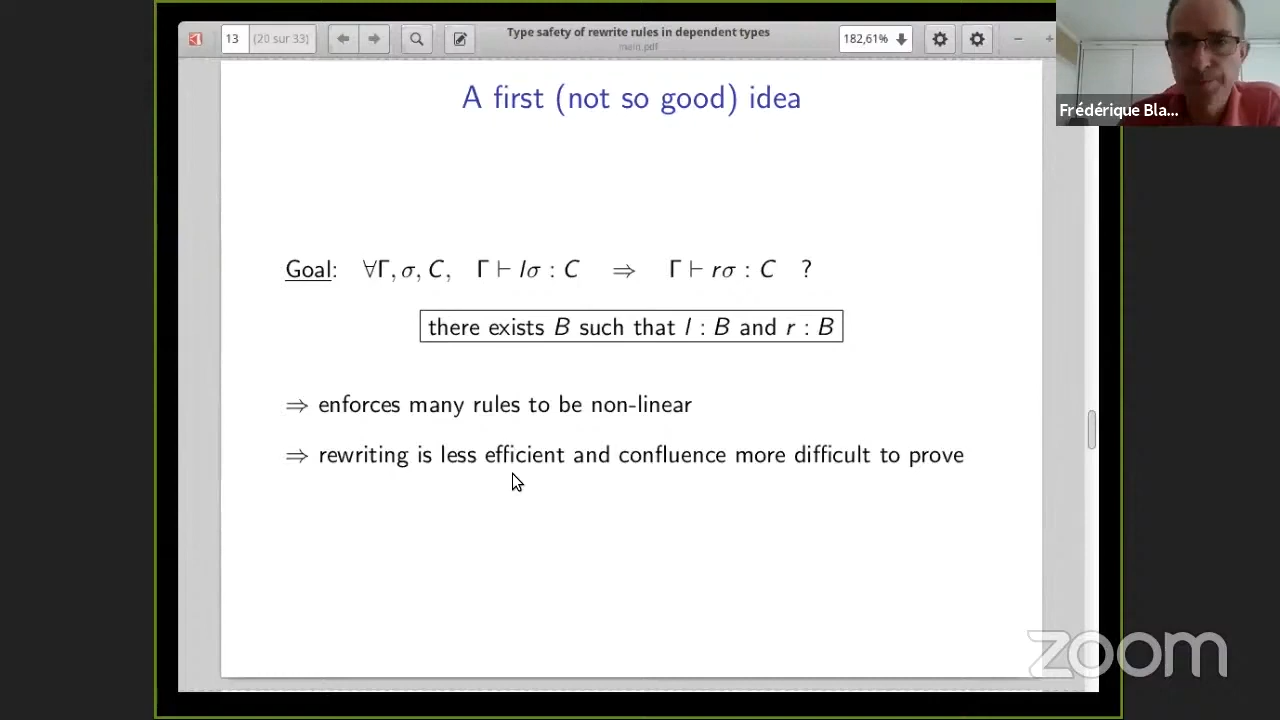 13 (20 sur 33)
Type safety of rewrite rules in dependent types
main.pdf
182,61%
A first (not so good) idea
Frédérique Bla...
Goal: ∀Γ, σ, C, Γ ⊢ lσ : C ⇒ Γ ⊢ rσ : C ?
there exists B such that l : B and r : B
⇒ enforces many rules to be non-linear
⇒ rewriting is less efficient and confluence more difficult to prove
zoom